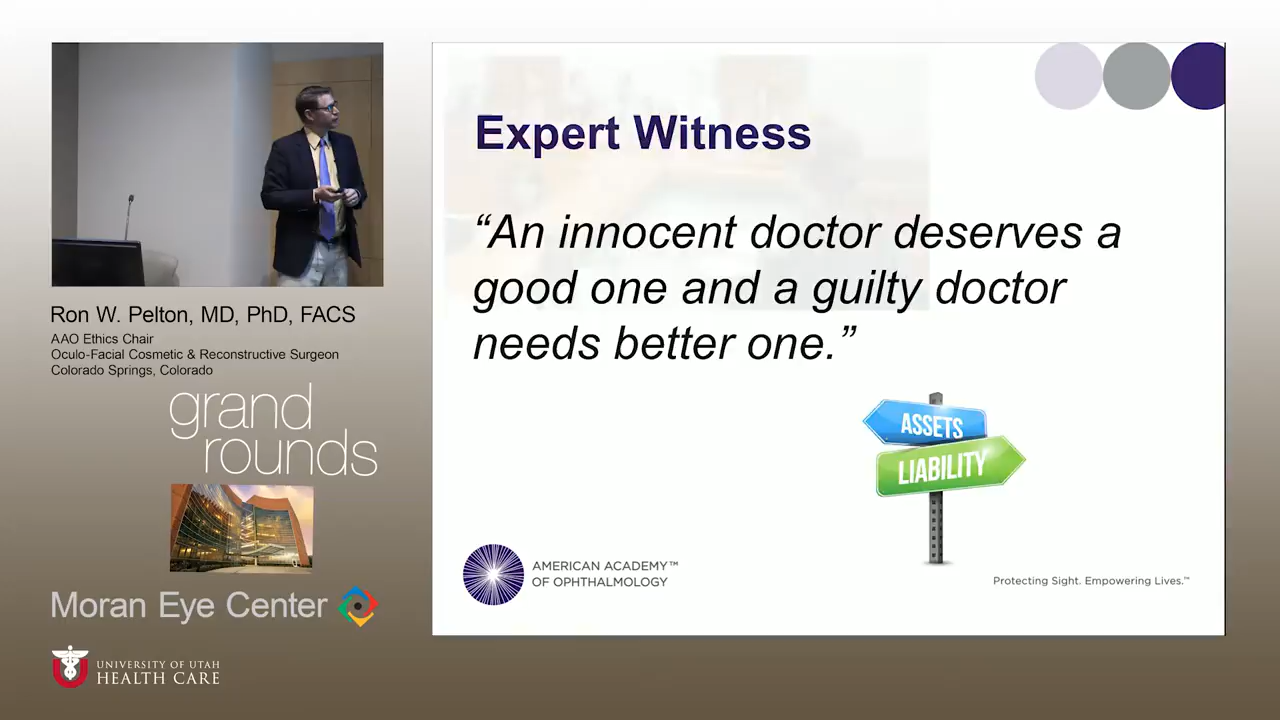 Ron W. Pelton, MD, PhD, FACS
AAO Ethics Chair
Oculo-Facial Cosmetic & Reconstructive Surgeon
Colorado Springs, Colorado
grand
rounds
Moran Eye Center
UNIVERSITY OF UTAH
HEALTH CARE
Expert Witness
“An innocent doctor deserves a
good one and a guilty doctor
needs better one.”
ASSETS
LIABILITY
AMERICAN ACADEMY™
OF OPHTHALMOLOGY
Protecting Sight. Empowering Lives.™